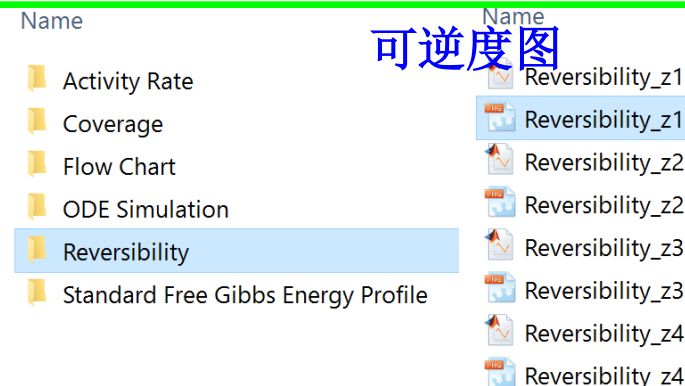 Name
Activity Rate
Coverage
Flow Chart
ODE Simulation
Reversibility
Standard Free Gibbs Energy Profile
可逆度图
Name
Reversibility_z1
Reversibility_z1
Reversibility_z2
Reversibility_z2
Reversibility_z3
Reversibility_z3
Reversibility_z4
Reversibility_z4